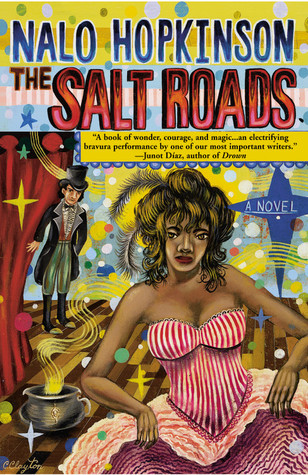 NALO HOPKINSON
THE SALT ROADS
"A book of wonder, courage, and magic...an electrifying
bravura performance by one of our most important writers."
—Junot Díaz, author of Drown
A NOVEL
CClayton